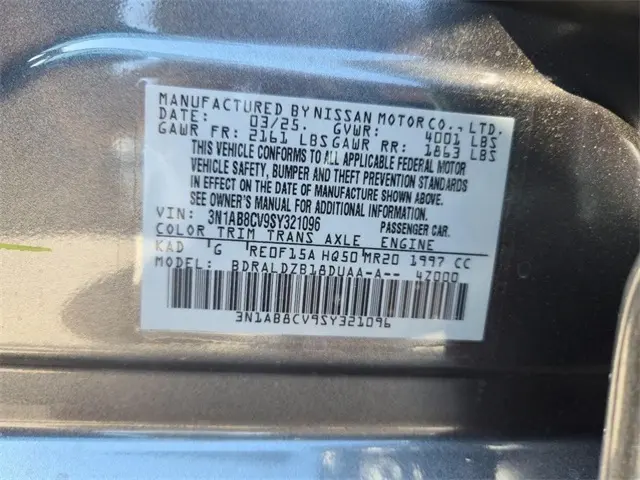 MANUFACTURED BY NISSAN MOTOR CO., LTD.
DATE: 03/25. GVWR: 4001 LBS
GAWR FR: 2161 LBS GAWR RR: 1863 LBS
THIS VEHICLE CONFORMS TO ALL APPLICABLE FEDERAL MOTOR
VEHICLE SAFETY, BUMPER AND THEFT PREVENTION STANDARDS
IN EFFECT ON THE DATE OF MANUFACTURE SHOWN ABOVE.
SEE OWNER'S MANUAL FOR ADDITIONAL INFORMATION
VIN: 3N1AB8CV9SY321096 PASSENGER CAR.
COLOR TRIM TRANS AXLE ENGINE
KAD G RE0F15A HQ50 MR20 1997 CC
MODEL: BDRALDZB18DUAA-A-- 4Z000
3N1AB8CV9SY321096